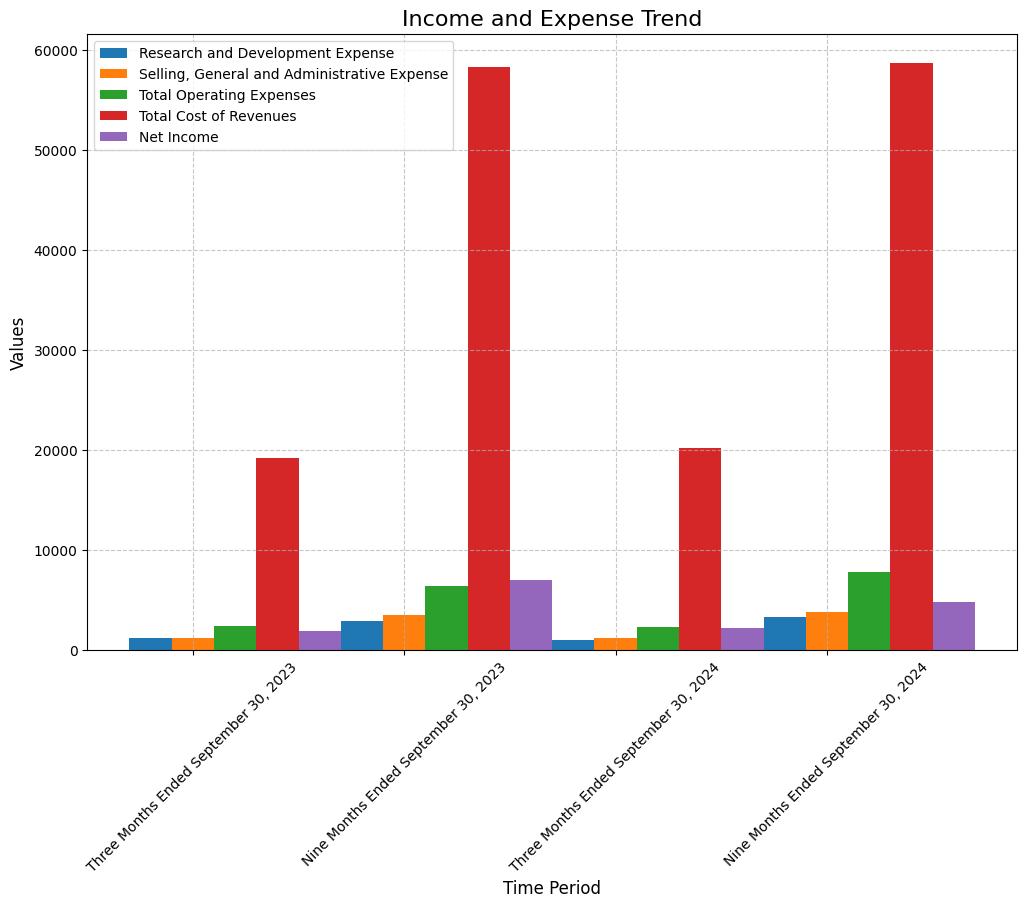 Income and Expense Trend
Research and Development Expense
Selling, General and Administrative Expense
Total Operating Expenses
Total Cost of Revenues
Net Income
60000
50000
40000
30000
20000
10000
0
Values
Three Months Ended September 30, 2023
Nine Months Ended September 30, 2023
Three Months Ended September 30, 2024
Nine Months Ended September 30, 2024
Time Period